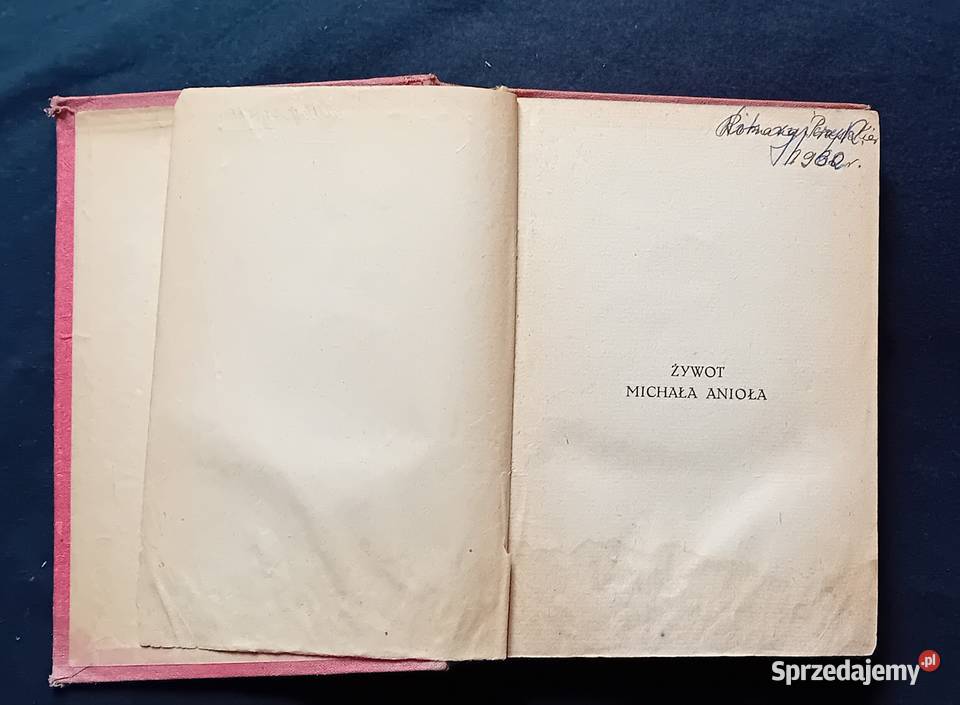 1962 r.
ŻYWOT
MICHAŁA ANIOŁA
Sprzedajemy.pl